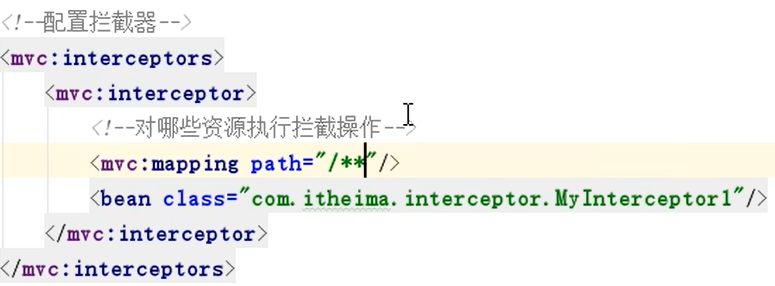 <!--配置拦截器-->
<mvc:interceptors>
<mvc:interceptor>
<!--对哪些资源执行拦截操作-->
<mvc:mapping path="/**"/>
<bean class="com.itheima.interceptor.MyInterceptor1"/>
</mvc:interceptor>
</mvc:interceptors>